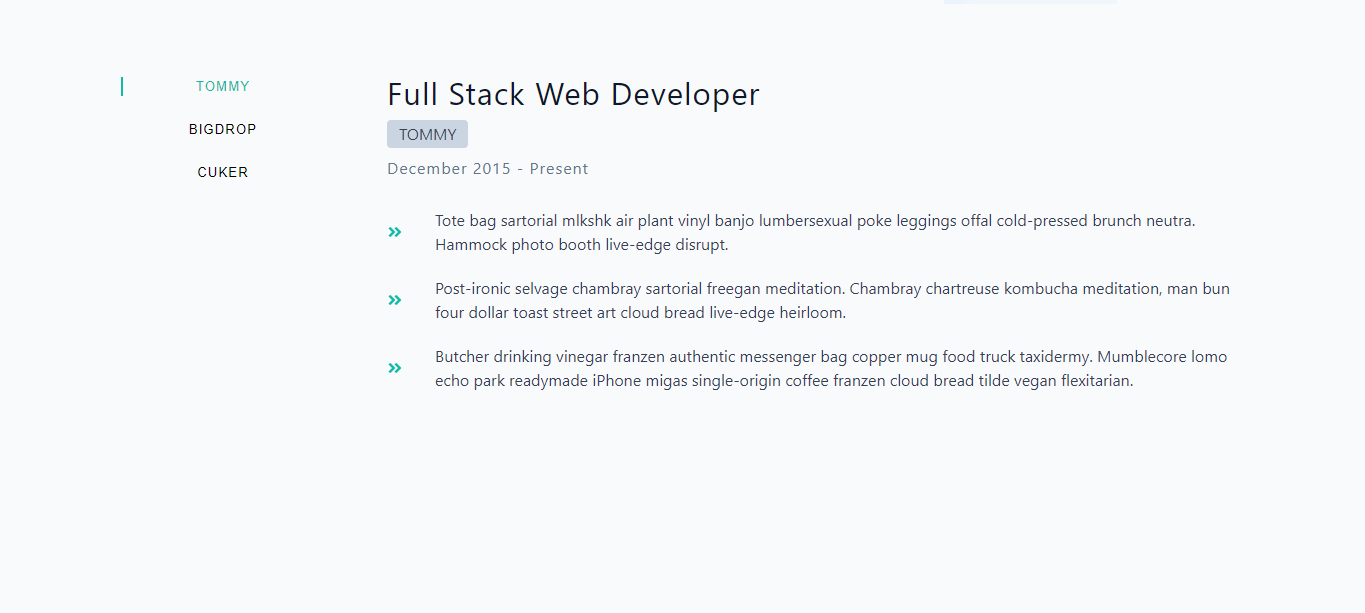 TOMMY
BIGDROP
CUKER
Full Stack Web Developer
TOMMY
December 2015 - Present
Tote bag sartorial mlkshk air plant vinyl banjo lumbersexual poke leggings offal cold-pressed brunch neutra.
Hammock photo booth live-edge disrupt.
Post-ironic selvage chambray sartorial freegan meditation. Chambray chartreuse kombucha meditation, man bun
four dollar toast street art cloud bread live-edge heirloom.
Butcher drinking vinegar franzen authentic messenger bag copper mug food truck taxidermy. Mumblecore lomo
echo park readymade iPhone migas single-origin coffee franzen cloud bread tilde vegan flexitarian.